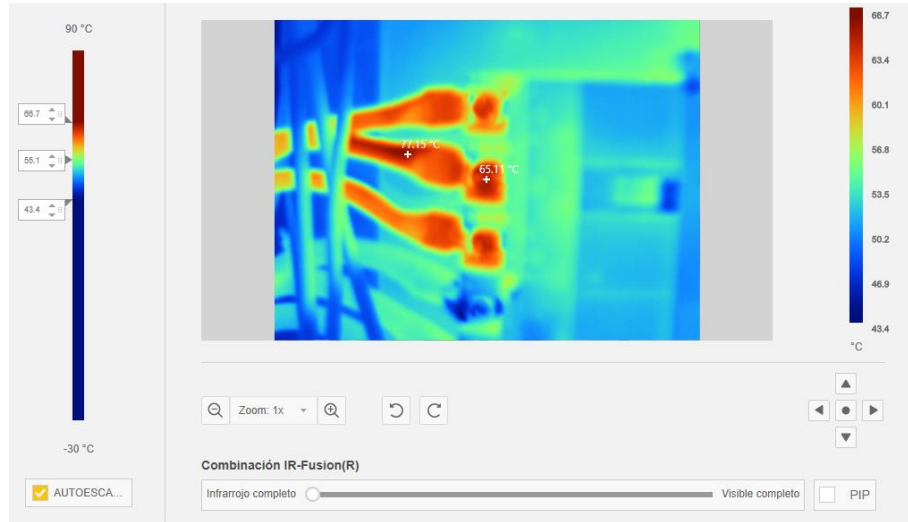 90 °C
66.7
55.1
43.4
-30 °C
AUTOESCA...
77.15 °C
65.11 °C
66.7
63.4
60.1
56.8
53.5
50.2
46.9
43.4
°C
Zoom: 1x
Combinación IR-Fusion(R)
Infrarrojo completo
Visible completo
PIP